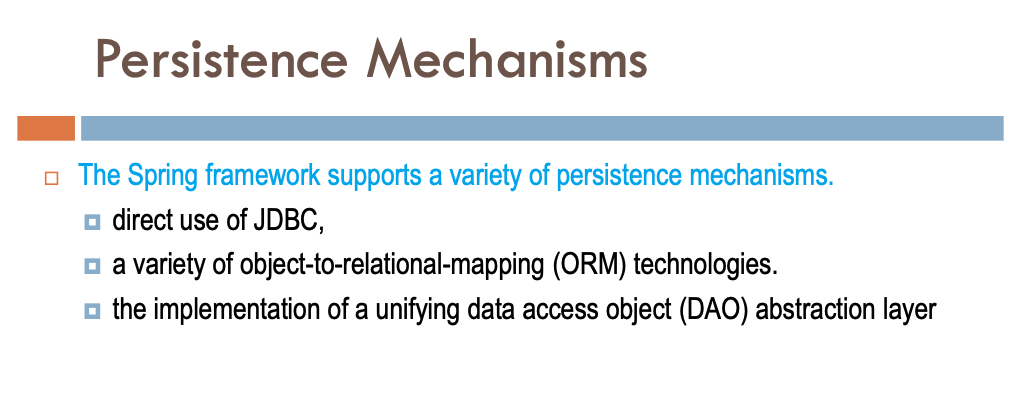 Persistence Mechanisms
The Spring framework supports a variety of persistence mechanisms.
direct use of JDBC,
a variety of object-to-relational-mapping (ORM) technologies.
the implementation of a unifying data access object (DAO) abstraction layer